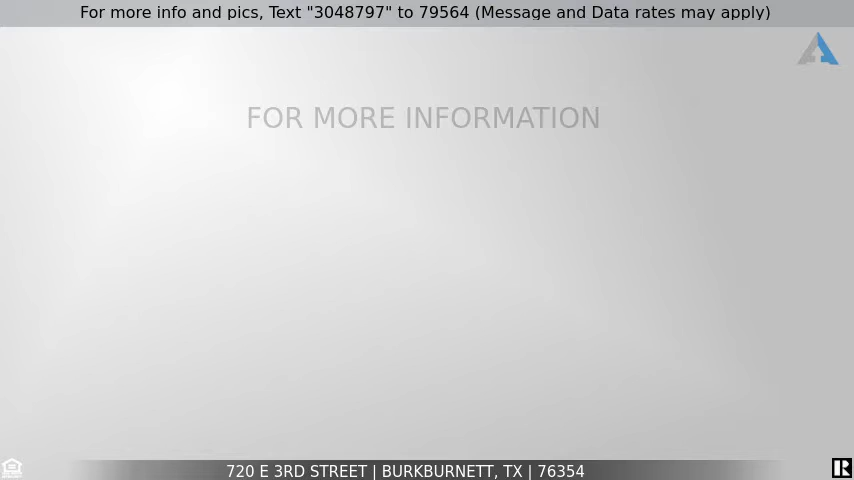 For more info and pics, Text "3048797" to 79564 (Message and Data rates may apply)
FOR MORE INFORMATION
720 E 3RD STREET | BURKBURNETT, TX | 76354